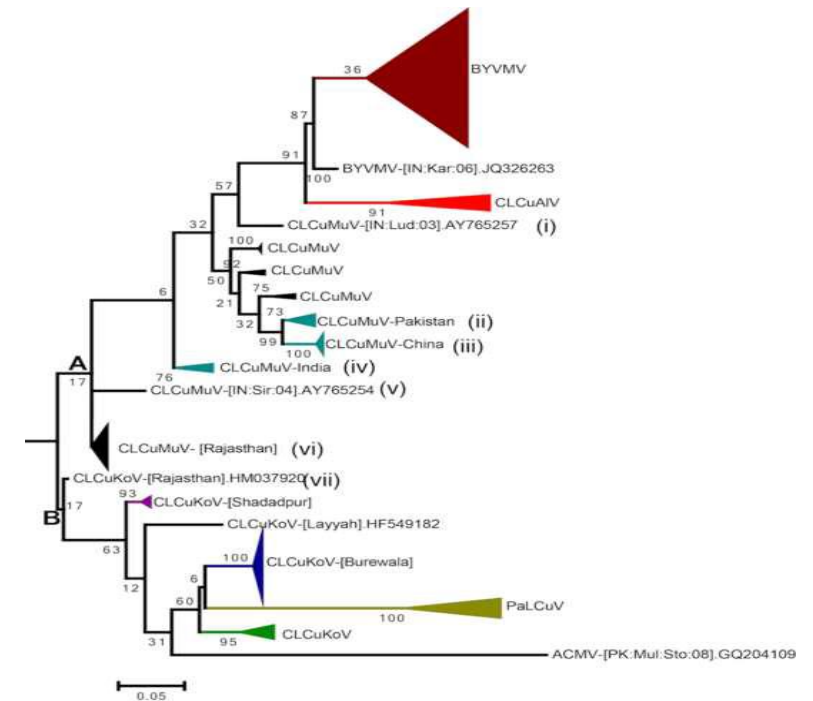 36
BYVMV
87
BYVMV-[IN:Kar:06].JQ326263
91
100
CLCuAlV
91
57
CLCuMuV-[IN:Lud:03].AY765257 (i)
32
100
CLCuMuV
92
CLCuMuV
50
75
CLCuMuV
6
21
73
CLCuMuV-Pakistan (ii)
32
99
CLCuMuV-China (iii)
100
A
CLCuMuV-India (iv)
17
76
CLCuMuV-[IN:Sir:04].AY765254 (v)
CLCuMuV- [Rajasthan] (vi)
CLCuKoV-[Rajasthan].HM037920 (vii)
93
CLCuKoV-[Shadadpur]
17
B
CLCuKoV-[Layyah].HF549182
63
100
CLCuKoV-[Burewala]
6
12
60
PaLCuV
100
CLCuKoV
31
95
ACMV-[PK:Mul:Sto:08].GQ204109
0.05